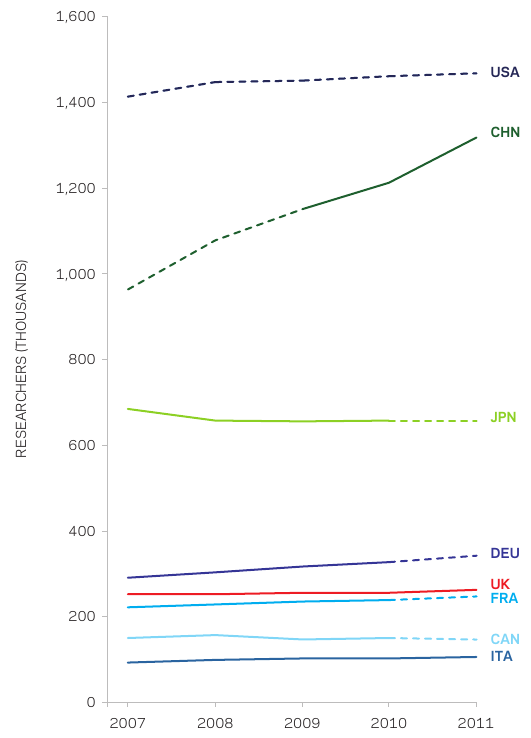 1,600
1,400
1,200
1,000
800
600
400
200
0
RESEARCHERS (THOUSANDS)
USA
CHN
JPN
DEU
UK
FRA
CAN
ITA
2007 2008 2009 2010 2011